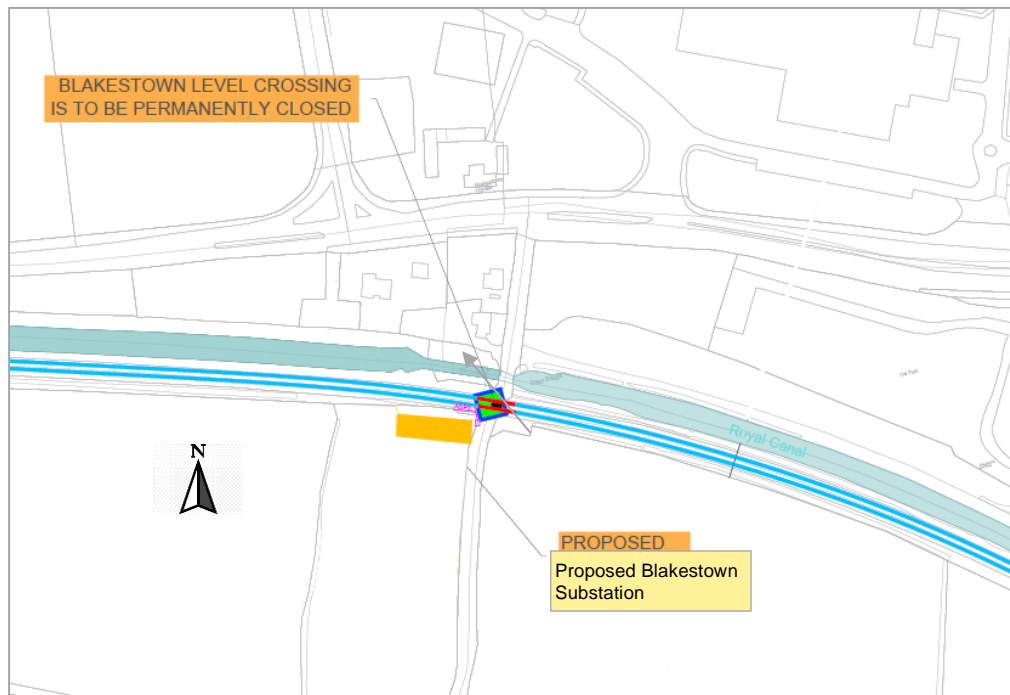 BLAKESTOWN LEVEL CROSSING
IS TO BE PERMANENTLY CLOSED
Royal Canal
N
PROPOSED
Proposed Blakestown
Substation